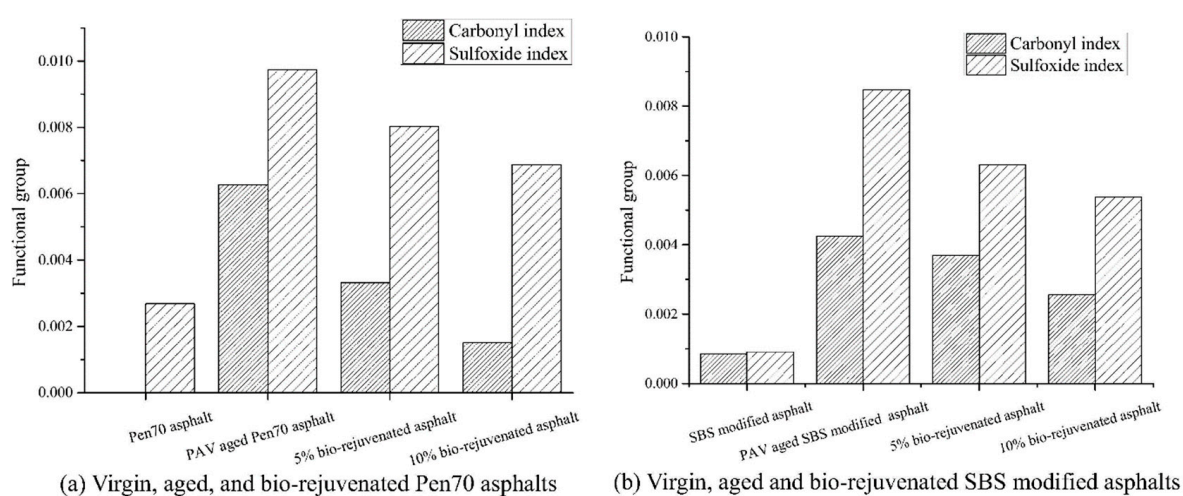 Carbonyl index
Sulfoxide index
0.010
0.008
0.006
0.004
0.002
0.000
Functional group
Pen70 asphalt
PAV aged Pen70 asphalt
5% bio-rejuvenated asphalt
10% bio-rejuvenated asphalt
(a) Virgin, aged, and bio-rejuvenated Pen70 asphalts
Carbonyl index
Sulfoxide index
0.010
0.008
0.006
0.004
0.002
0.000
Functional group
SBS modified asphalt
PAV aged SBS modified asphalt
5% bio-rejuvenated asphalt
10% bio-rejuvenated asphalt
(b) Virgin, aged and bio-rejuvenated SBS modified asphalts